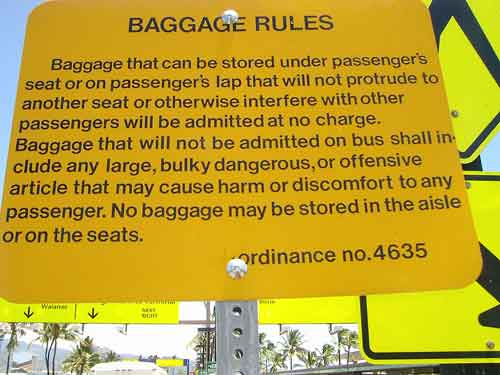 BAGGAGE RULES
Baggage that can be stored under passenger's
seat or on passenger's lap that will not protrude to
another seat or otherwise interfere with other
passengers will be admitted at no charge.
Baggage that will not be admitted on bus shall in-
clude any large, bulky dangerous, or offensive
article that may cause harm or discomfort to any
passenger. No baggage may be stored in the aisle
or on the seats.
ordinance no.4635
Waianae
NEXT
RIGHT